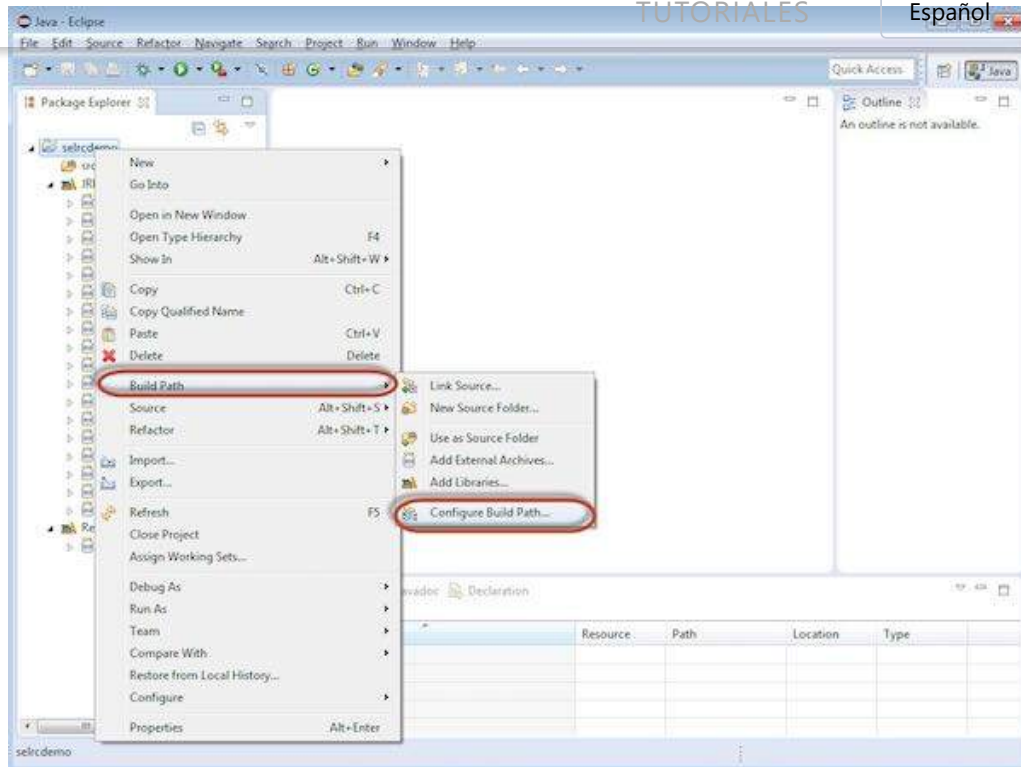 TUTORIALES
Español
Java - Eclipse
File Edit Source Refactor Navigate Search Project Run Window Help
Quick Access
Java
Package Explorer
Outline
An outline is not available.
selrcdemo
src
New
Go Into
Open in New Window
Open Type Hierarchy F4
Show In Alt+Shift+W
Copy Ctrl+C
Copy Qualified Name
Paste Ctrl+V
Delete Delete
Build Path
Source Alt+Shift+S
Refactor Alt+Shift+T
Import...
Export...
Refresh F5
Close Project
Assign Working Sets...
Debug As
Run As
Team
Compare With
Restore from Local History...
Configure
Properties Alt+Enter
Link Source...
New Source Folder...
Use as Source Folder
Add External Archives...
Add Libraries...
Configure Build Path...
Declaration
Resource Path Location Type
selrcdemo